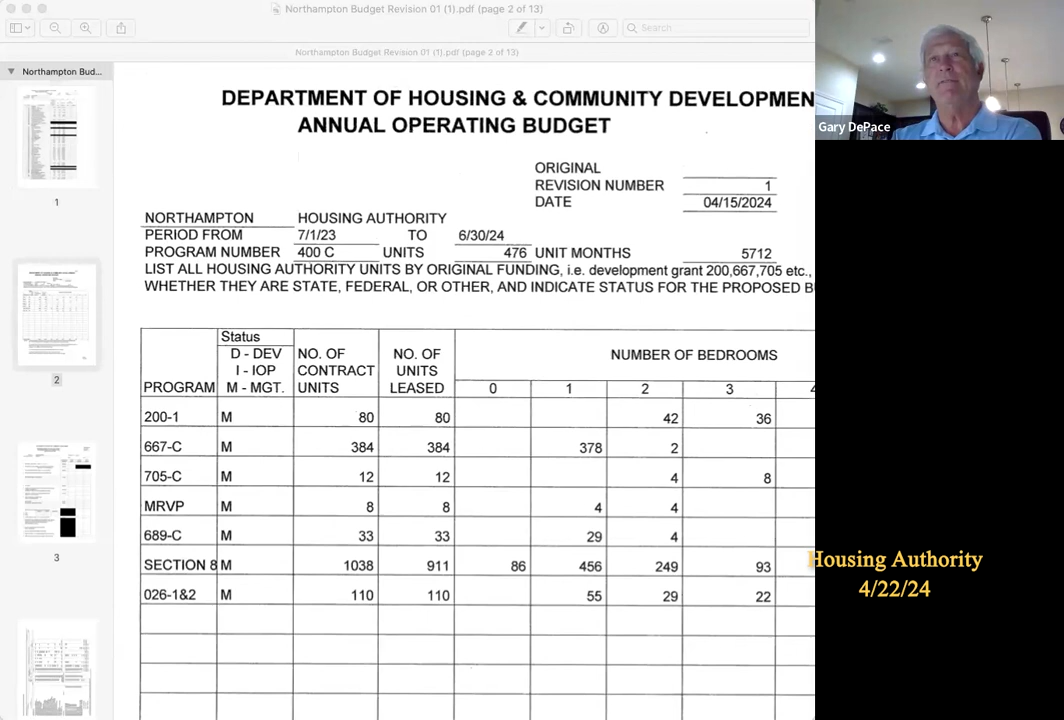 Northampton Budget Revision 01 (1).pdf (page 2 of 13)
Search
Northampton Budget Revision 01 (1).pdf (page 2 of 13)
Northampton Bud...
1
2
3
DEPARTMENT OF HOUSING & COMMUNITY DEVELOPMEN
ANNUAL OPERATING BUDGET
ORIGINAL
REVISION NUMBER 1
DATE 04/15/2024
NORTHAMPTON HOUSING AUTHORITY
PERIOD FROM 7/1/23 TO 6/30/24
PROGRAM NUMBER 400 C UNITS 476 UNIT MONTHS 5712
LIST ALL HOUSING AUTHORITY UNITS BY ORIGINAL FUNDING, i.e. development grant 200,667,705 etc.,
WHETHER THEY ARE STATE, FEDERAL, OR OTHER, AND INDICATE STATUS FOR THE PROPOSED B
PROGRAM
Status
D - DEV
I - IOP
M - MGT.
NO. OF
CONTRACT
UNITS
NO. OF
UNITS
LEASED
NUMBER OF BEDROOMS
0 1 2 3 4
200-1 M 80 80 42 36
667-C M 384 384 378 2
705-C M 12 12 4 8
MRVP M 8 8 4 4
689-C M 33 33 29 4
SECTION 8 M 1038 911 86 456 249 93
026-1&2 M 110 110 55 29 22
Gary DePace
Housing Authority
4/22/24